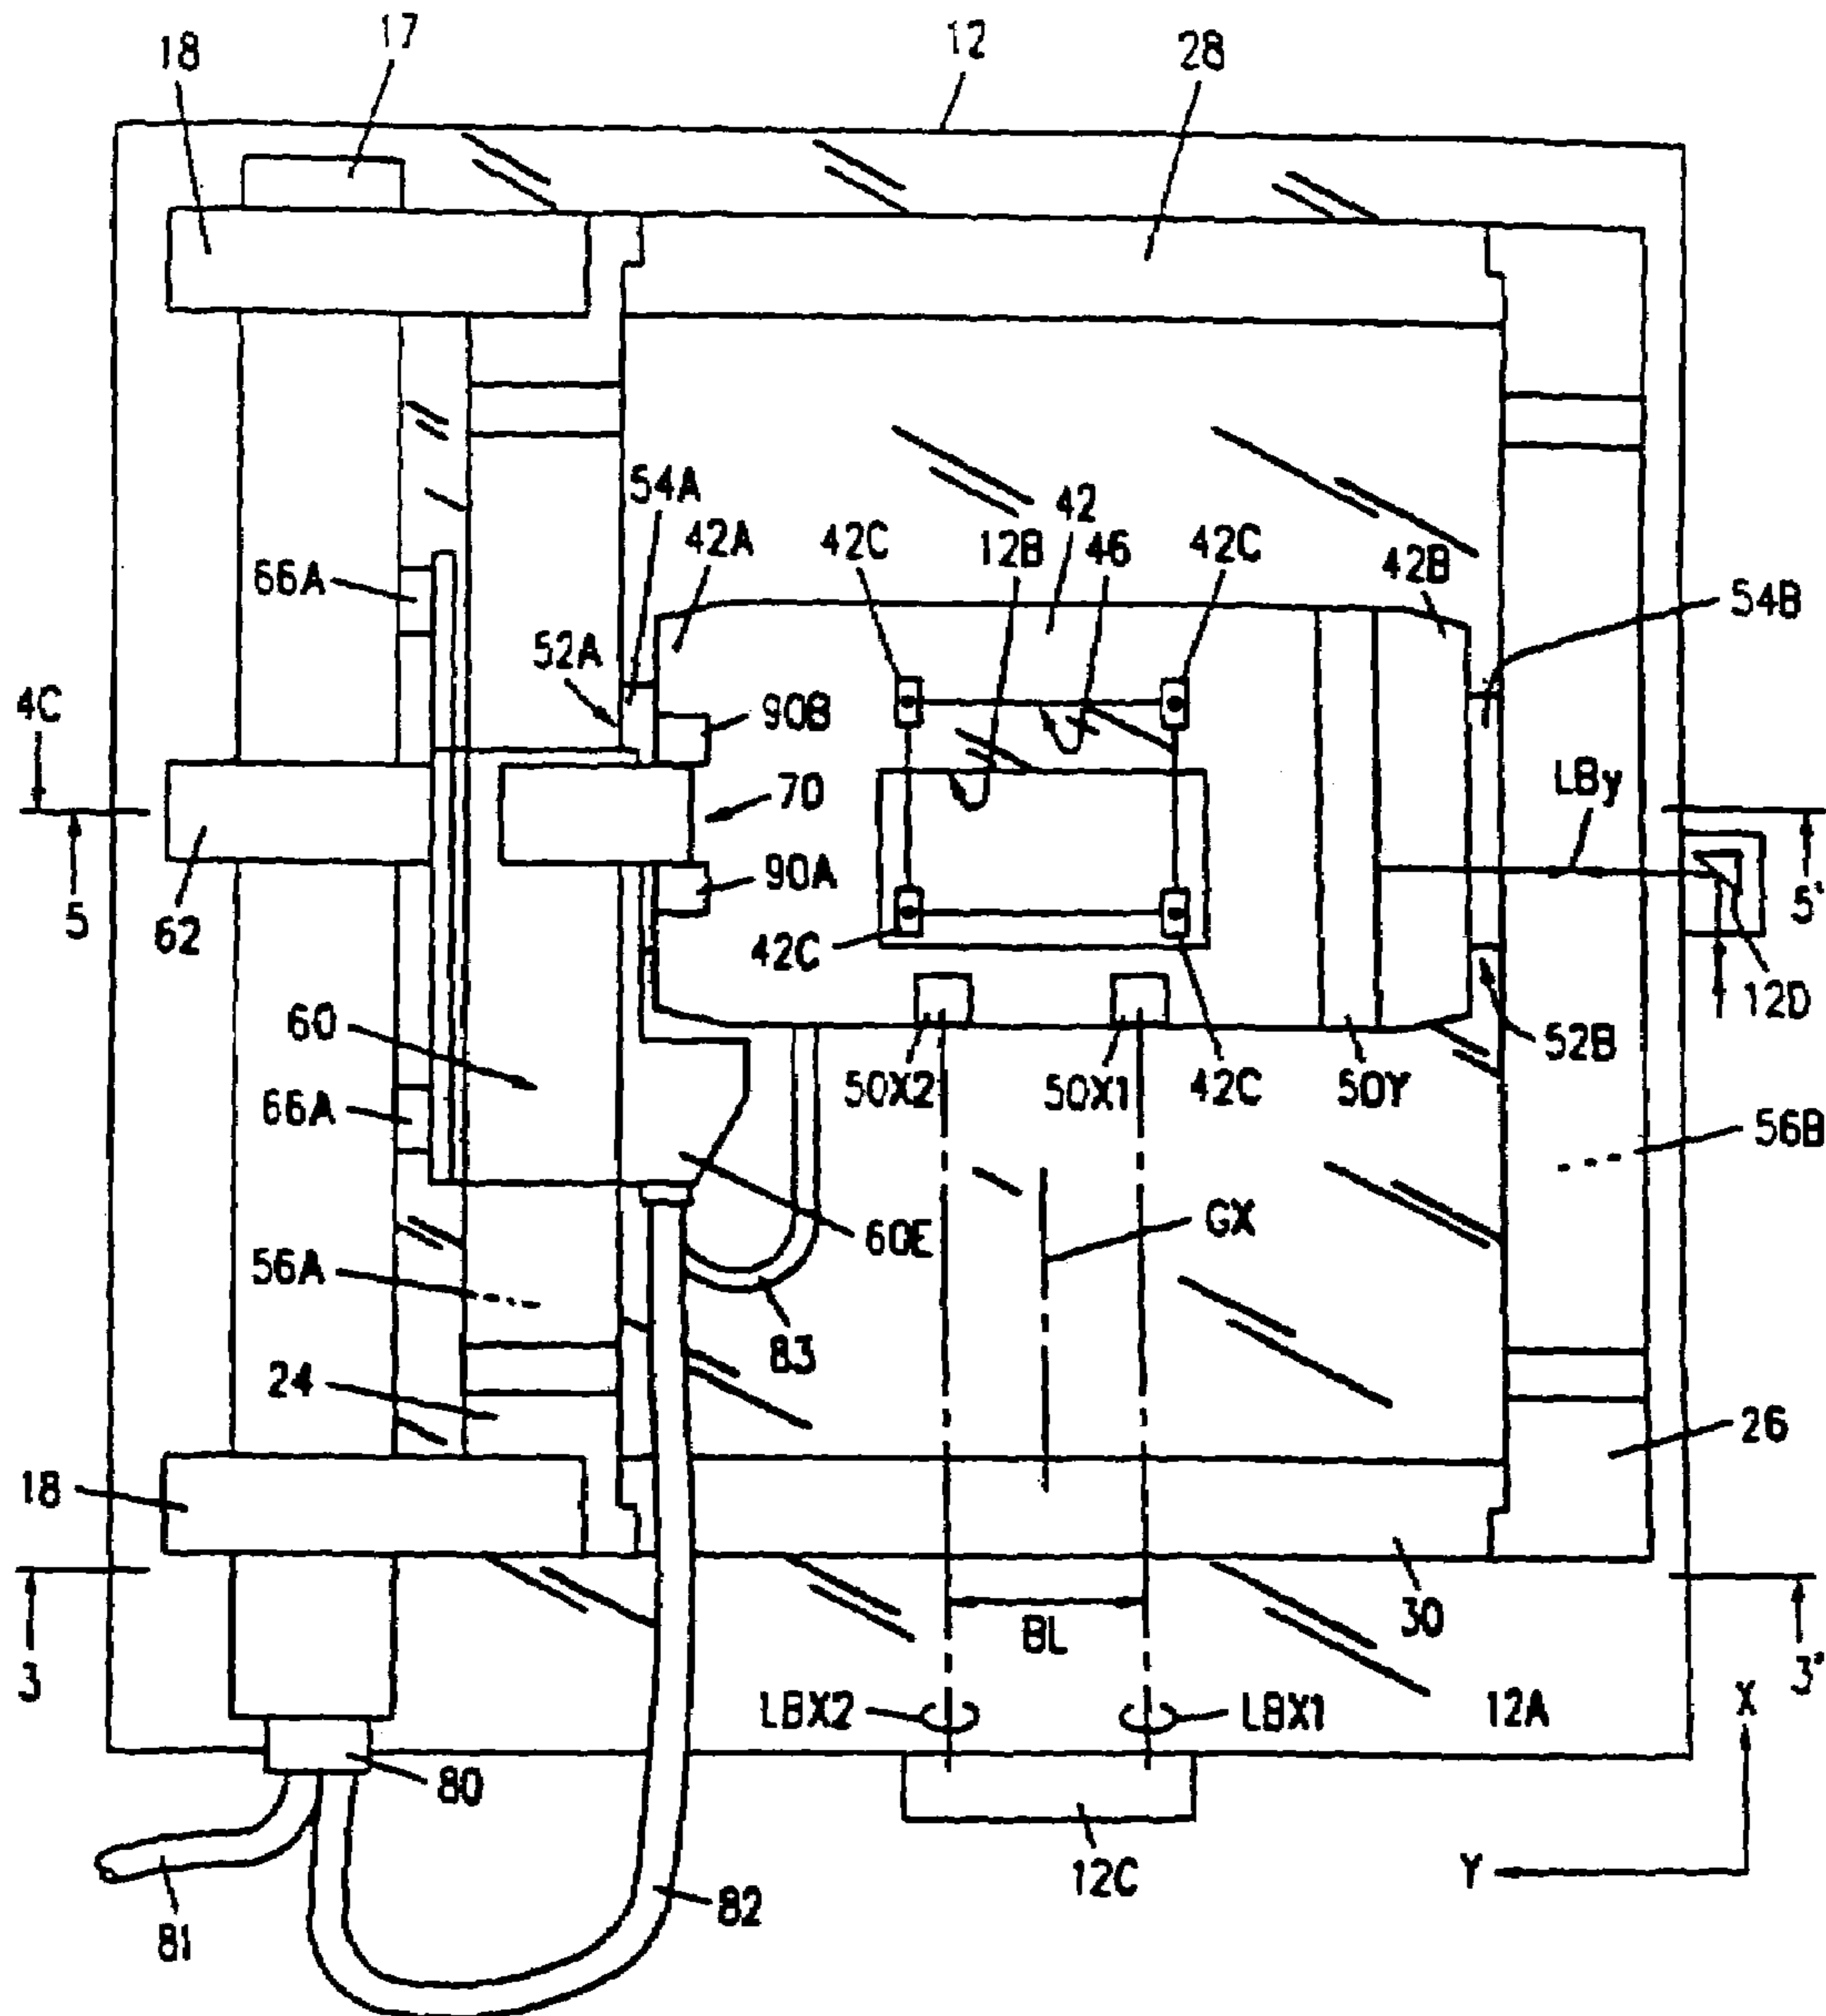 17 12
18 28
54A 42
42A 42C 12B 46 42C
42B
66A 54B
52A
4C 90B
70 LBy
90A
5 62 5'
42C
12D
60 52B
50X2 50X1 42C 50Y
66A
56B
GX
60E
56A
83
24
26
18
30
BL
3 3'
LBX2 LBX1 12A X
80
12C Y
82
81